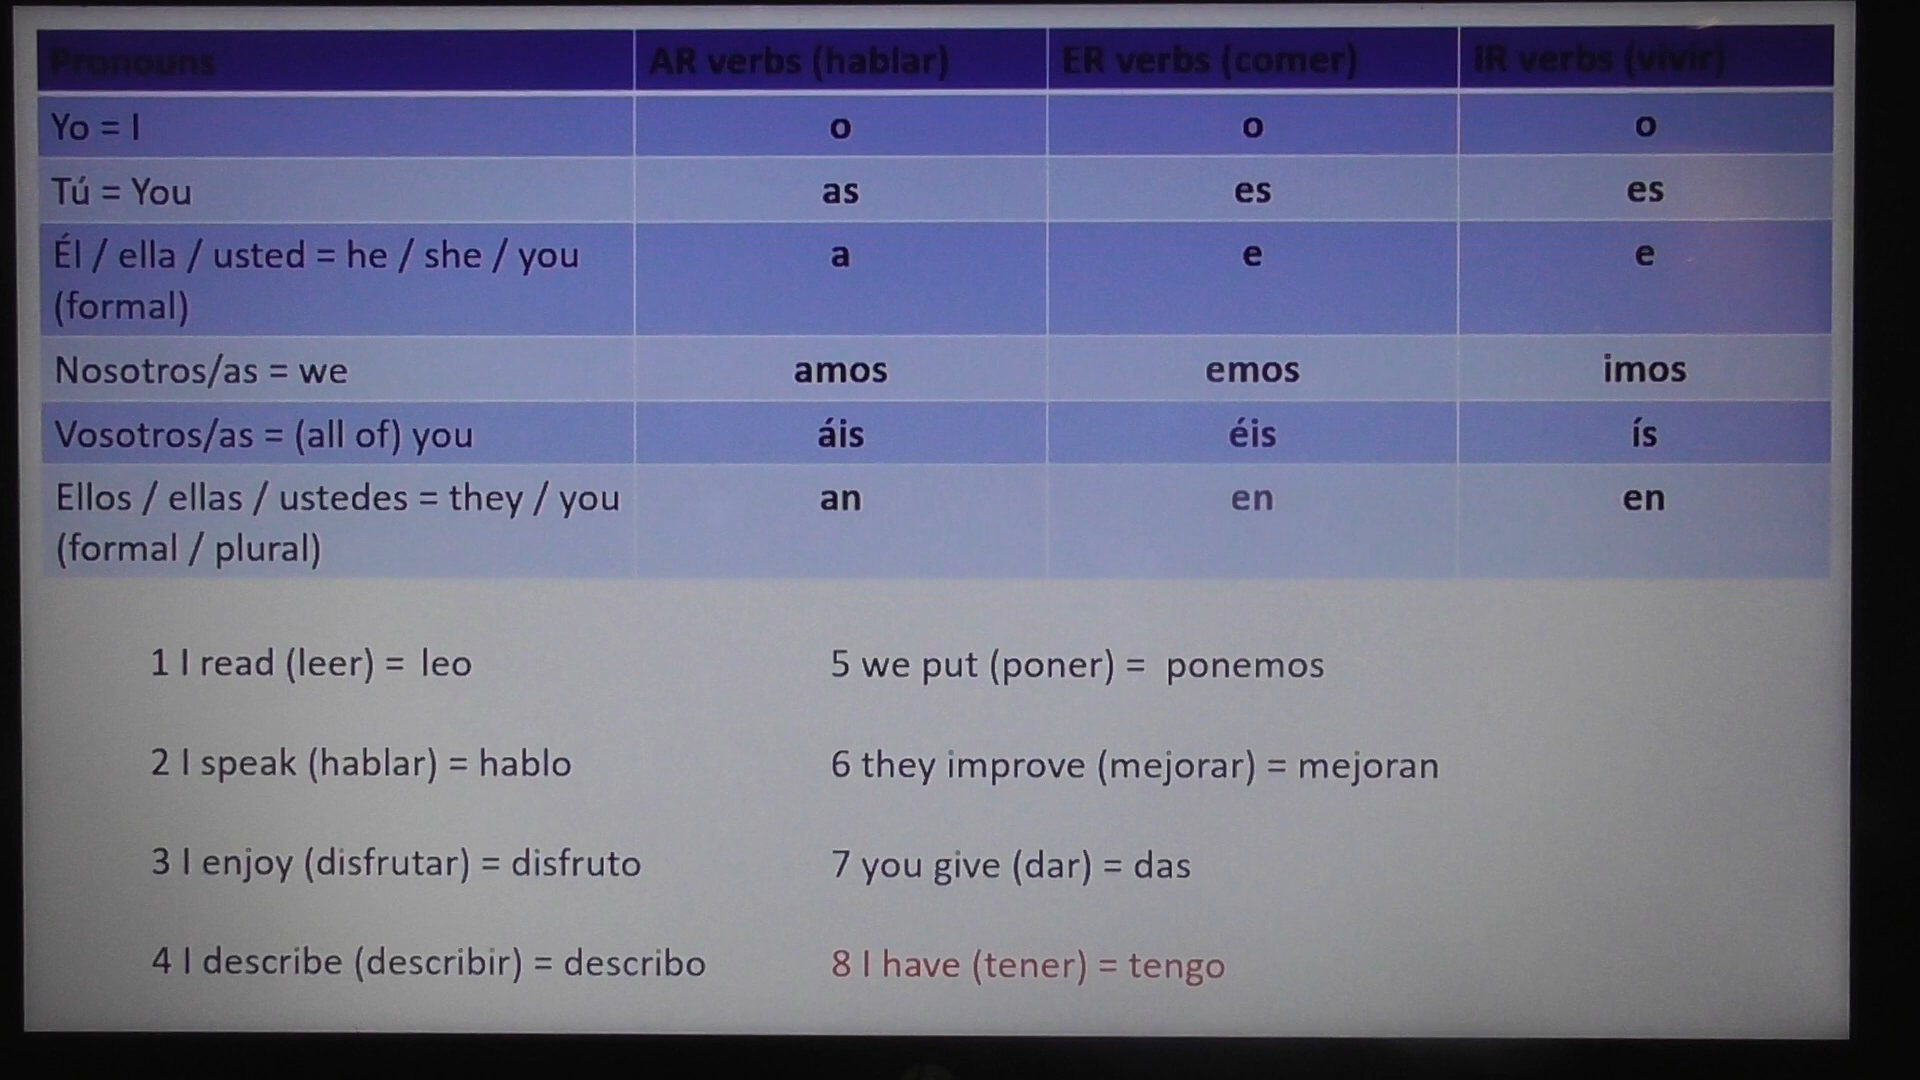 Pronouns AR verbs (hablar) ER verbs (comer) IR verbs (vivir)
Yo = I o o o
Tú = You as es es
Él / ella / usted = he / she / you a e e
(formal)
Nosotros/as = we amos emos imos
Vosotros/as = (all of) you áis éis ís
Ellos / ellas / ustedes = they / you an en en
(formal / plural)
1 I read (leer) = leo
2 I speak (hablar) = hablo
3 I enjoy (disfrutar) = disfruto
4 I describe (describir) = describo
5 we put (poner) = ponemos
6 they improve (mejorar) = mejoran
7 you give (dar) = das
8 I have (tener) = tengo